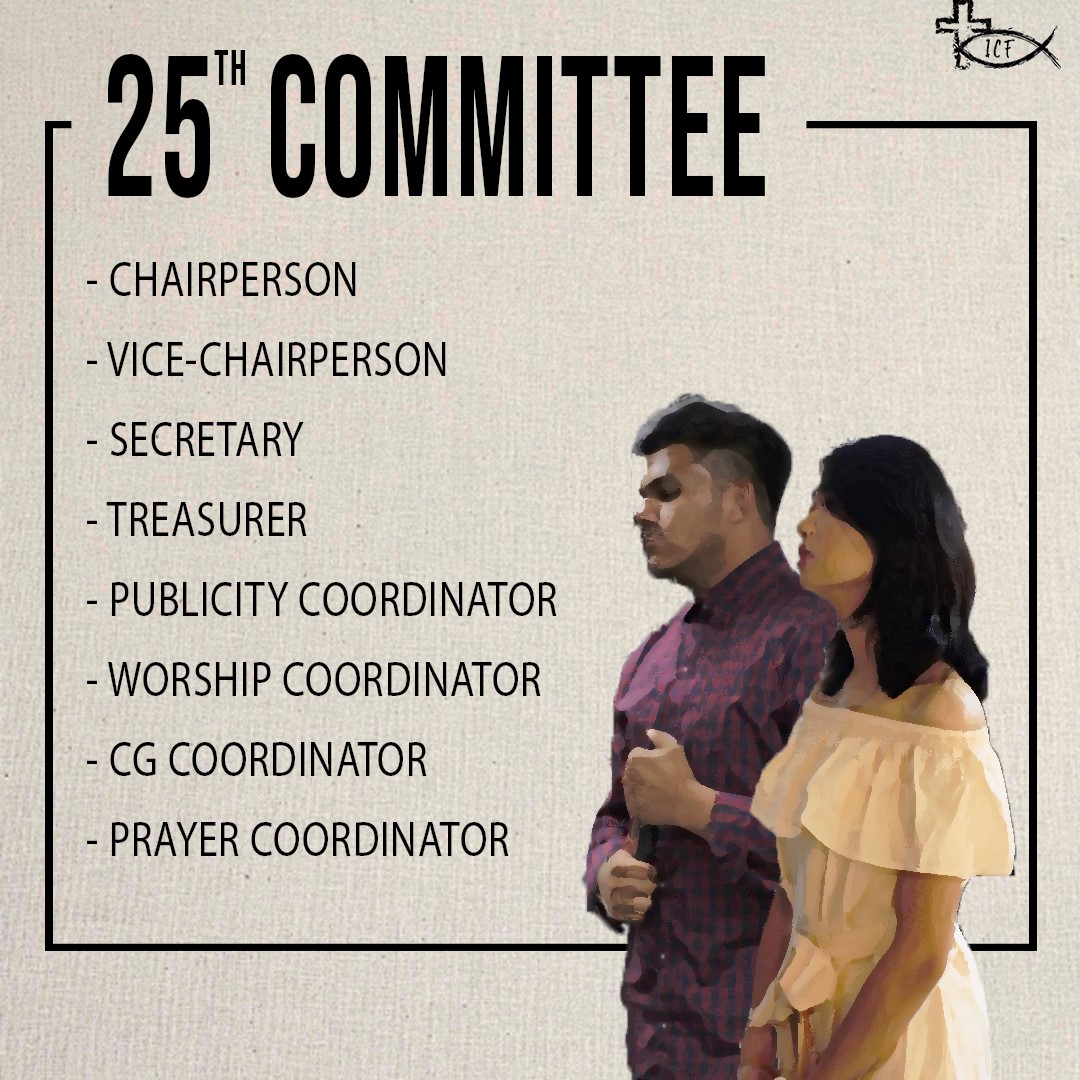 ICF
25TH COMMITTEE
- CHAIRPERSON
- VICE-CHAIRPERSON
- SECRETARY
- TREASURER
- PUBLICITY COORDINATOR
- WORSHIP COORDINATOR
- CG COORDINATOR
- PRAYER COORDINATOR